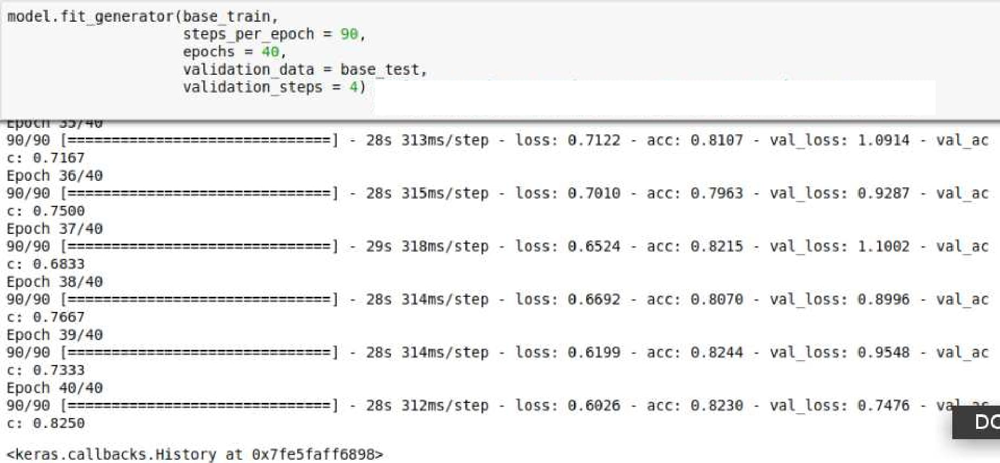 model.fit_generator(base_train,
steps_per_epoch = 90,
epochs = 40,
validation_data = base_test,
validation_steps = 4)
Epoch 35/40
90/90 [==============================] - 28s 313ms/step - loss: 0.7122 - acc: 0.8107 - val_loss: 1.0914 - val_ac
c: 0.7167
Epoch 36/40
90/90 [==============================] - 28s 315ms/step - loss: 0.7010 - acc: 0.7963 - val_loss: 0.9287 - val_ac
c: 0.7500
Epoch 37/40
90/90 [==============================] - 29s 318ms/step - loss: 0.6524 - acc: 0.8215 - val_loss: 1.1002 - val_ac
c: 0.6833
Epoch 38/40
90/90 [==============================] - 28s 314ms/step - loss: 0.6692 - acc: 0.8070 - val_loss: 0.8996 - val_ac
c: 0.7667
Epoch 39/40
90/90 [==============================] - 28s 314ms/step - loss: 0.6199 - acc: 0.8244 - val_loss: 0.9548 - val_ac
c: 0.7333
Epoch 40/40
90/90 [==============================] - 28s 312ms/step - loss: 0.6026 - acc: 0.8230 - val_loss: 0.7476 - val_ac
c: 0.8250
<keras.callbacks.History at 0x7fe5faff6898>